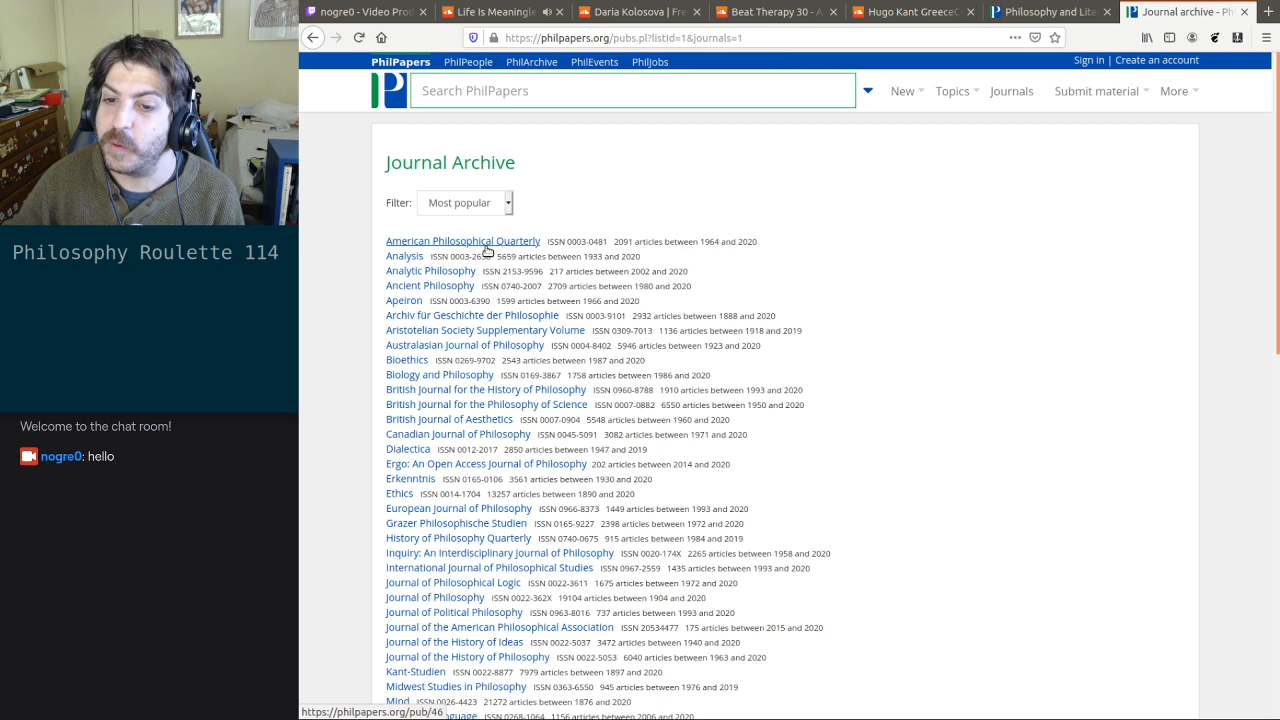 nogre0 - Video Prod
Life Is Meaningle
Daria Kolosova | Fre
Beat Therapy 30 - A
Hugo Kant GreeceC
Philosophy and Lite
Journal archive - Phi
https://philpapers.org/pubs.pl?listId=1&journals=1
PhilPapers PhilPeople PhilArchive PhilEvents PhilJobs
Sign in | Create an account
Search PhilPapers
New Topics Journals Submit material More
Journal Archive
Filter: Most popular
American Philosophical Quarterly ISSN 0003-0481 2091 articles between 1964 and 2020
Analysis ISSN 0003-26 5659 articles between 1933 and 2020
Analytic Philosophy ISSN 2153-9596 217 articles between 2002 and 2020
Ancient Philosophy ISSN 0740-2007 2709 articles between 1980 and 2020
Apeiron ISSN 0003-6390 1599 articles between 1966 and 2020
Archiv für Geschichte der Philosophie ISSN 0003-9101 2932 articles between 1888 and 2020
Aristotelian Society Supplementary Volume ISSN 0309-7013 1136 articles between 1918 and 2019
Australasian Journal of Philosophy ISSN 0004-8402 5946 articles between 1923 and 2020
Bioethics ISSN 0269-9702 2543 articles between 1987 and 2020
Biology and Philosophy ISSN 0169-3867 1758 articles between 1986 and 2020
British Journal for the History of Philosophy ISSN 0960-8788 1910 articles between 1993 and 2020
British Journal for the Philosophy of Science ISSN 0007-0882 6550 articles between 1950 and 2020
British Journal of Aesthetics ISSN 0007-0904 5548 articles between 1960 and 2020
Canadian Journal of Philosophy ISSN 0045-5091 3082 articles between 1971 and 2020
Dialectica ISSN 0012-2017 2850 articles between 1947 and 2019
Ergo: An Open Access Journal of Philosophy 202 articles between 2014 and 2020
Erkenntnis ISSN 0165-0106 3561 articles between 1930 and 2020
Ethics ISSN 0014-1704 13257 articles between 1890 and 2020
European Journal of Philosophy ISSN 0966-8373 1449 articles between 1993 and 2020
Grazer Philosophische Studien ISSN 0165-9227 2398 articles between 1972 and 2020
History of Philosophy Quarterly ISSN 0740-0675 915 articles between 1984 and 2019
Inquiry: An Interdisciplinary Journal of Philosophy ISSN 0020-174X 2265 articles between 1958 and 2020
International Journal of Philosophical Studies ISSN 0967-2559 1435 articles between 1993 and 2020
Journal of Philosophical Logic ISSN 0022-3611 1675 articles between 1972 and 2020
Journal of Philosophy ISSN 0022-362X 19104 articles between 1904 and 2020
Journal of Political Philosophy ISSN 0963-8016 737 articles between 1993 and 2020
Journal of the American Philosophical Association ISSN 20534477 175 articles between 2015 and 2020
Journal of the History of Ideas ISSN 0022-5037 3472 articles between 1940 and 2020
Journal of the History of Philosophy ISSN 0022-5053 6040 articles between 1963 and 2020
Kant-Studien ISSN 0022-8877 7979 articles between 1897 and 2020
Midwest Studies in Philosophy ISSN 0363-6550 945 articles between 1976 and 2019
Mind ISSN 0026-4423 21272 articles between 1876 and 2020
ISSN 0268-1064 1156 articles between 2006 and 2020
https://philpapers.org/pub/46
Philosophy Roulette 114
Welcome to the chat room!
nogre0: hello